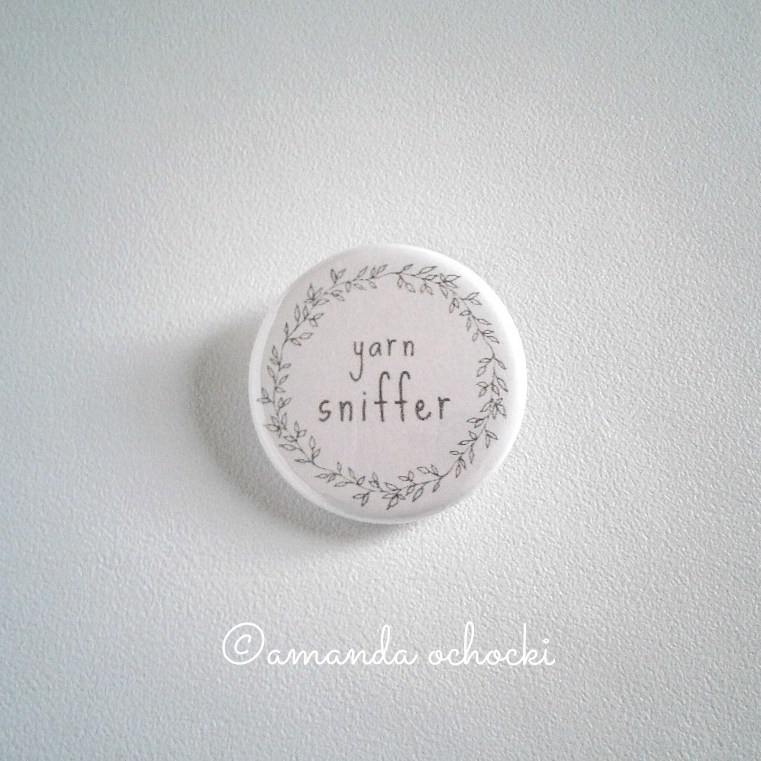 yarn
sniffer
©amanda ochocki